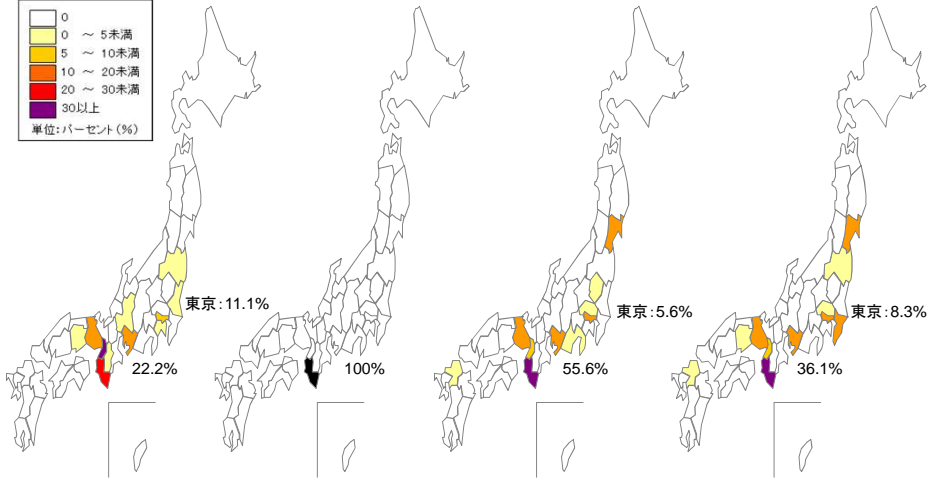 0
0 ～ 5未満
5 ～ 10未満
10 ～ 20未満
20 ～ 30未満
30以上
単位:パーセント(%)
東京:11.1%
22.2%
100%
東京:5.6%
55.6%
東京:8.3%
36.1%